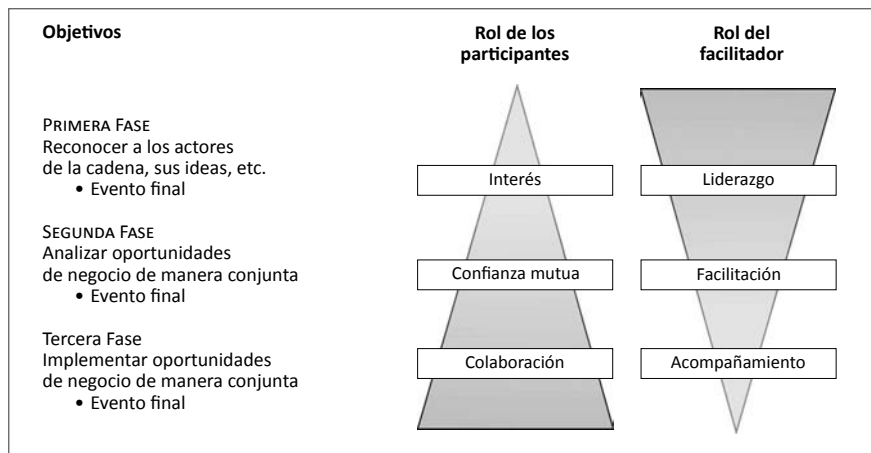 Objetivos
Rol de los
participantes
Rol del
facilitador
PRIMERA FASE
Reconocer a los actores
de la cadena, sus ideas, etc.
• Evento final
Interés
Liderazgo
SEGUNDA FASE
Analizar oportunidades
de negocio de manera conjunta
• Evento final
Confianza mutua
Facilitación
Tercera Fase
Implementar oportunidades
de negocio de manera conjunta
• Evento final
Colaboración
Acompañamiento